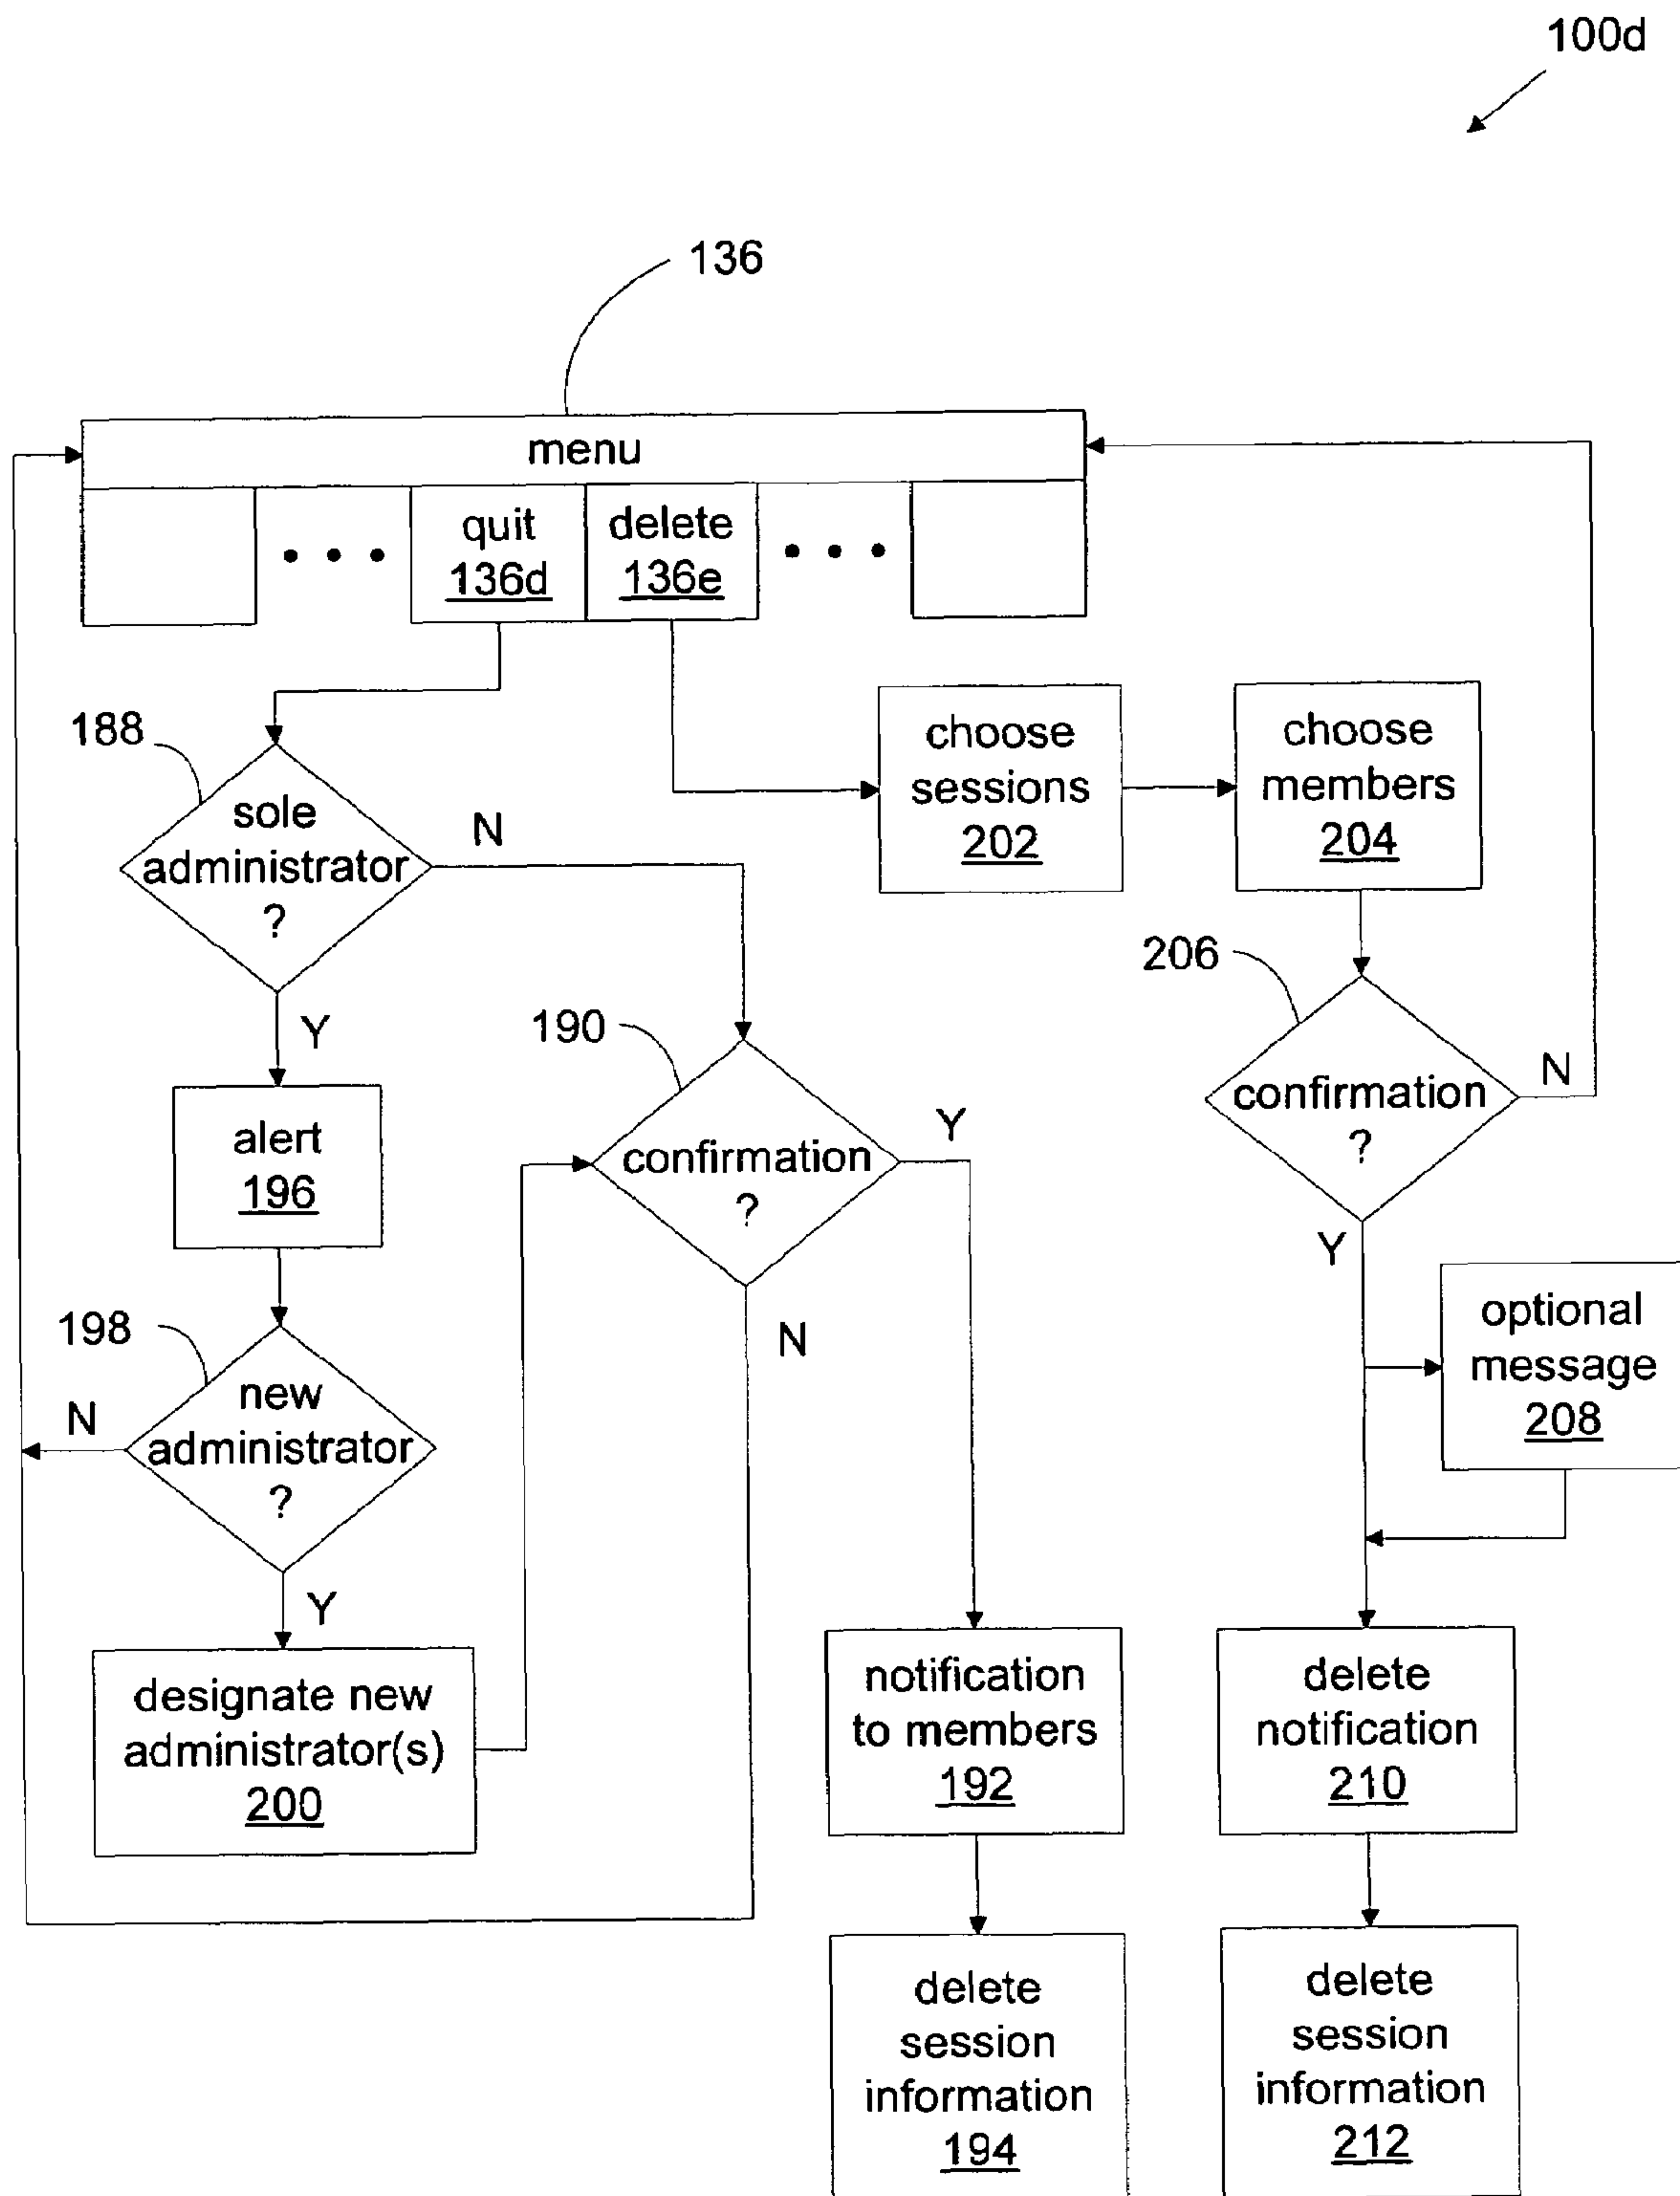 100d
136
menu
quit
136d
delete
136e
188
sole
administrator
?
N
Y
choose
sessions
202
choose
members
204
206
confirmation
?
N
Y
190
confirmation
?
Y
N
alert
196
198
new
administrator
?
N
Y
optional
message
208
designate new
administrator(s)
200
notification
to members
192
delete
notification
210
delete
session
information
194
delete
session
information
212